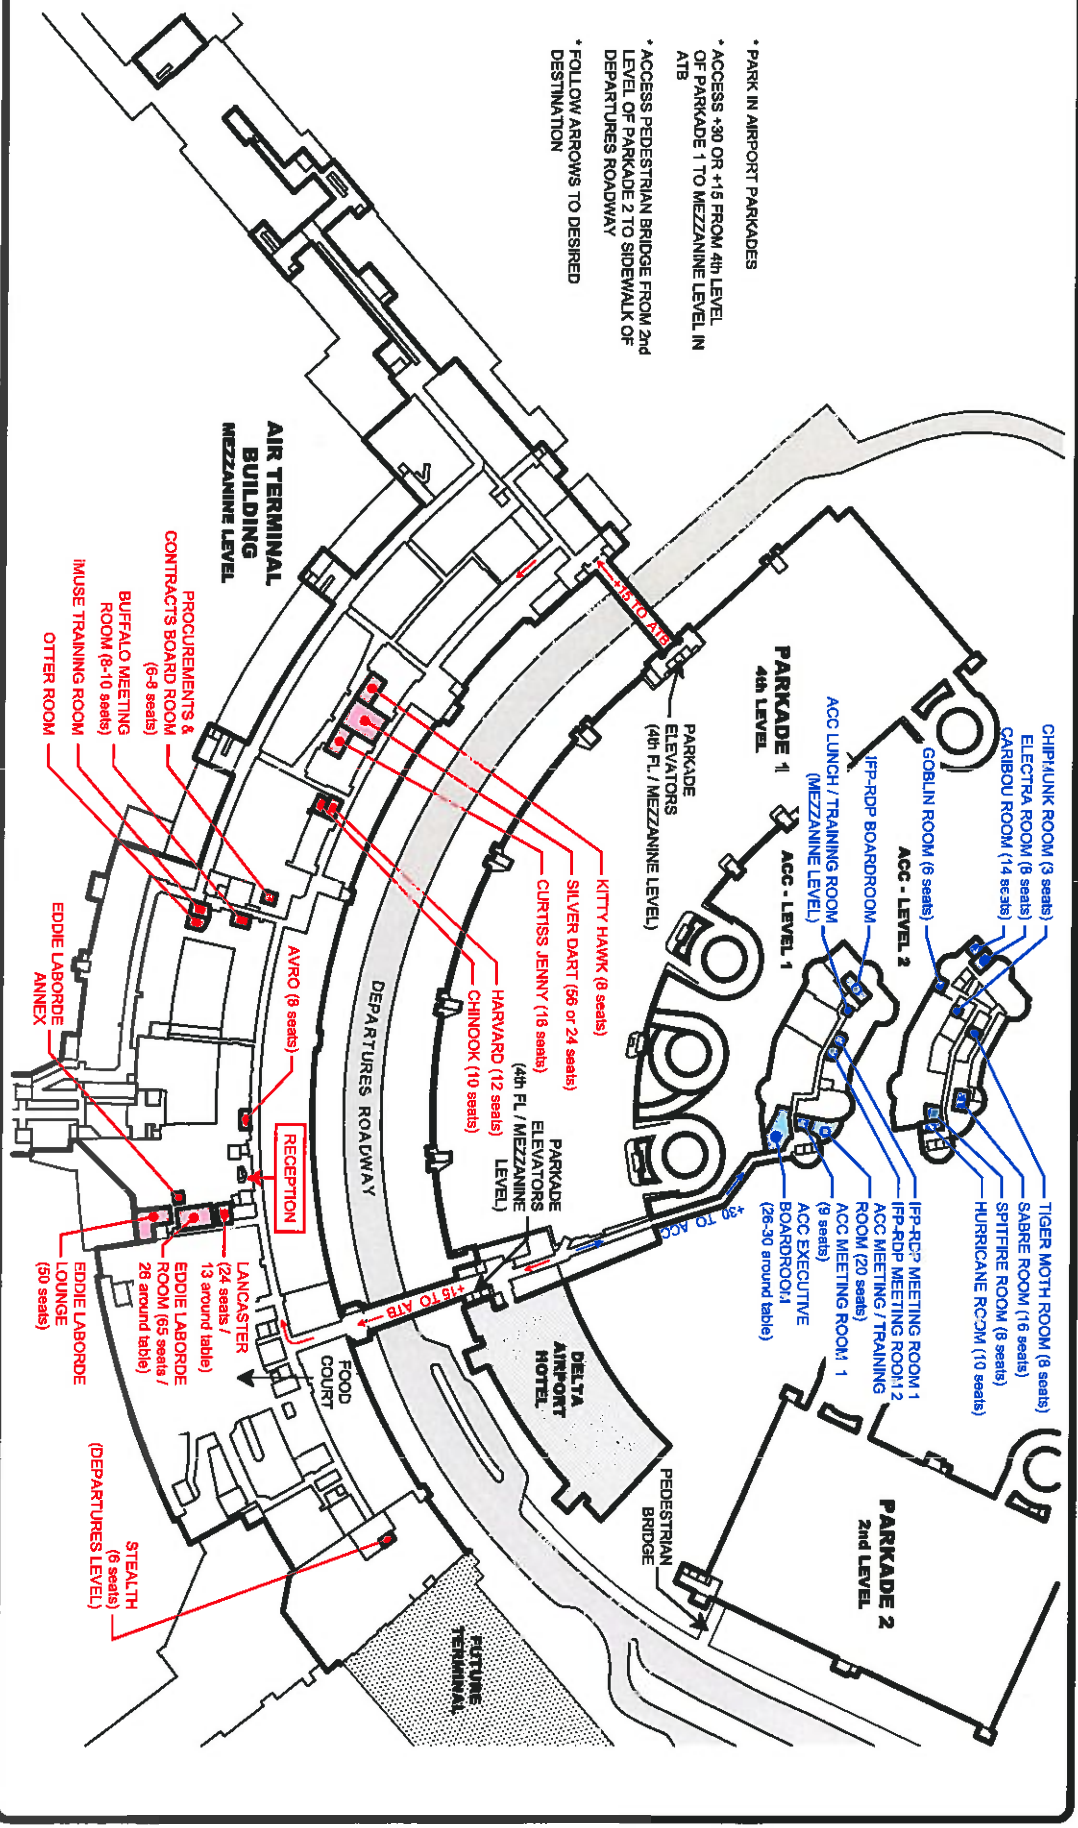 * PARK IN AIRPORT PARKADES
* ACCESS +30 OR +15 FROM 4th LEVEL
OF PARKADE 1 TO MEZZANINE LEVEL IN
ATB
* ACCESS PEDESTRIAN BRIDGE FROM 2nd
LEVEL OF PARKADE 2 TO SIDEWALK OF
DEPARTURES ROADWAY
* FOLLOW ARROWS TO DESIRED
DESTINATION
CHIPMUNK ROOM (3 seats)
ELECTRA ROOM (8 seats)
CARIBOU ROOM (14 seats)
GOBLIN ROOM (6 seats)
ACC - LEVEL 2
TIGER MOTH ROOM (8 seats)
SABRE ROOM (16 seats)
SPITFIRE ROOM (8 seats)
HURRICANE ROOM (10 seats)
IFP-RDP BOARDROOM
ACC LUNCH / TRAINING ROOM
(MEZZANINE LEVEL)
ACC - LEVEL 1
IFP-RDP MEETING ROOM 1
IFP-RDP MEETING ROOM 2
ACC MEETING / TRAINING
ROOM (20 seats)
ACC MEETING ROOM 1
(9 seats)
ACC EXECUTIVE
BOARDROOM
(26-30 around table)
PARKADE 1
4th LEVEL
PARKADE 2
2nd LEVEL
PARKADE
ELEVATORS
(4th FL / MEZZANINE LEVEL)
+15 TO ATB
KITTY HAWK (8 seats)
SILVER DART (56 or 24 seats)
CURTISS JENNY (16 seats)
HARVARD (12 seats)
CHINOOK (10 seats)
PARKADE
ELEVATORS
(4th FL / MEZZANINE
LEVEL)
+30 TO ACC
+15 TO ATB
DELTA
AIRPORT
HOTEL
PEDESTRIAN
BRIDGE
DEPARTURES ROADWAY
AIR TERMINAL
BUILDING
MEZZANINE LEVEL
PROCUREMENTS &
CONTRACTS BOARD ROOM
(6-8 seats)
BUFFALO MEETING
ROOM (8-10 seats)
iMUSE TRAINING ROOM
OTTER ROOM
AVRO (8 seats)
RECEPTION
EDDIE LABORDE
ANNEX
LANCASTER
(24 seats /
13 around table)
EDDIE LABORDE
ROOM (65 seats /
26 around table)
EDDIE LABORDE
LOUNGE
(50 seats)
FOOD
COURT
STEALTH
(6 seats)
(DEPARTURES LEVEL)
FUTURE
TERMINAL